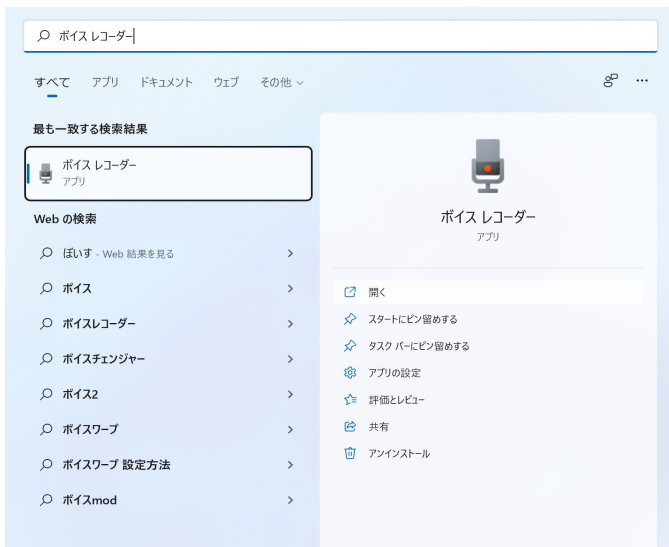 ボイス レコーダー
すべて アプリ ドキュメント ウェブ その他
最も一致する検索結果
ボイス レコーダー
アプリ
Web の検索
ぼいす - Web 結果を見る
ボイス
ボイスレコーダー
ボイスチェンジャー
ボイス2
ボイスワープ
ボイスワープ 設定方法
ボイスmod
ボイス レコーダー
アプリ
開く
スタートにピン留めする
タスク バーにピン留めする
アプリの設定
評価とレビュー
共有
アンインストール